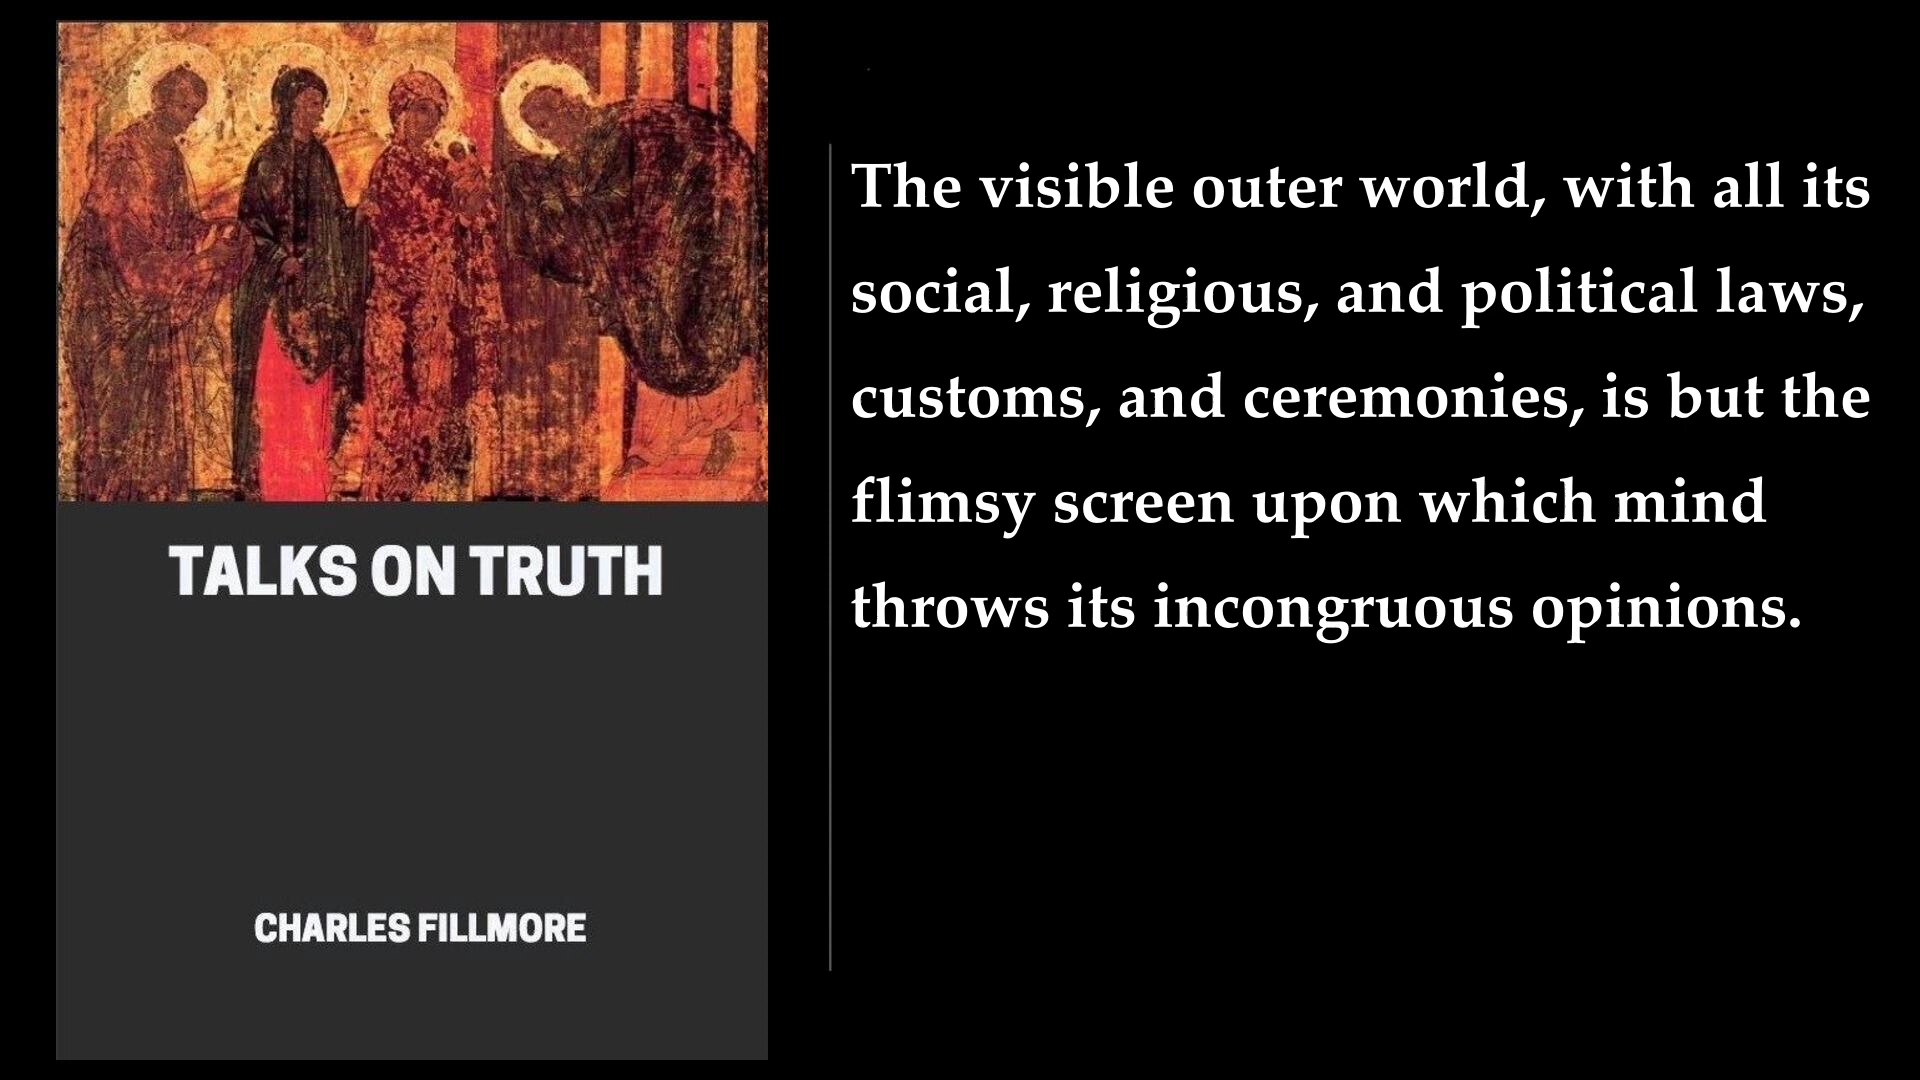 TALKS ON TRUTH
CHARLES FILLMORE
The visible outer world, with all its
social, religious, and political laws,
customs, and ceremonies, is but the
flimsy screen upon which mind
throws its incongruous opinions.